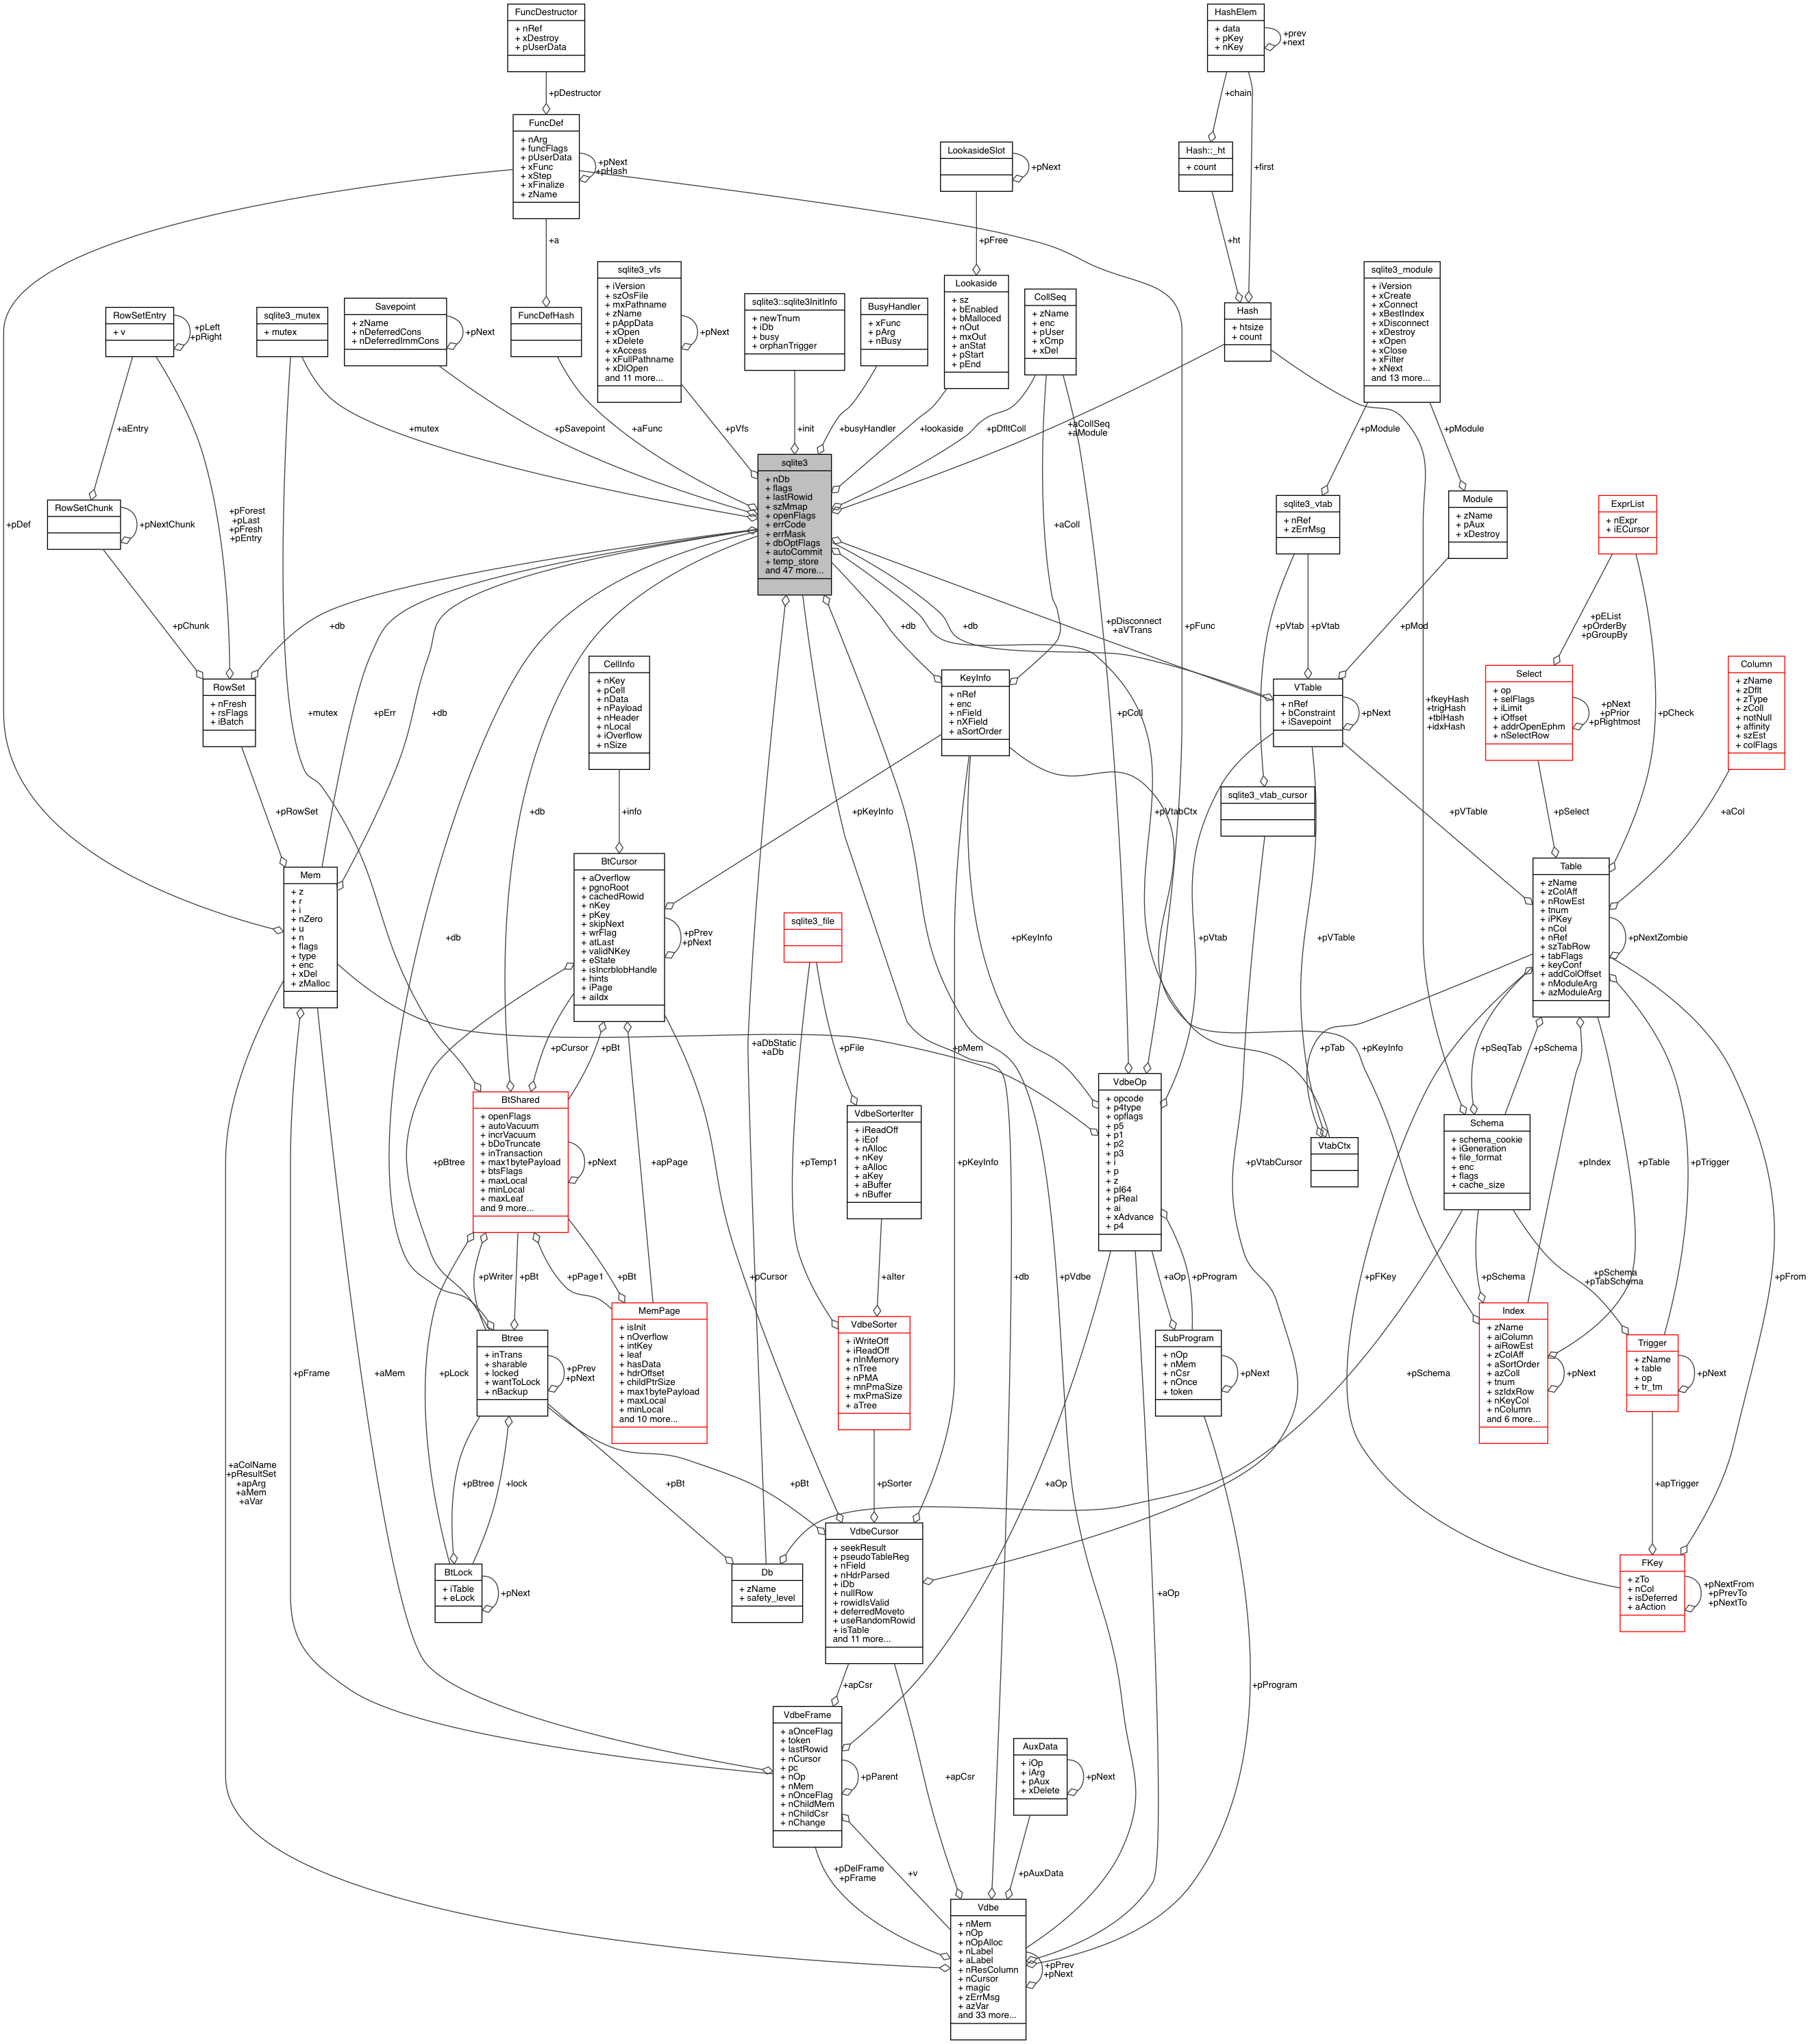 FuncDestructor
+ nRef
+ xDestroy
+ pUserData
HashElem
+ data
+ pKey
+ nKey
+prev
+next
+pDestructor
+chain
FuncDef
+ nArg
+ funcFlags
+ pUserData
+ xFunc
+ xStep
+ xFinalize
+ zName
+pNext
+pHash
LookasideSlot
+pNext
Hash::_ht
+ count
+first
+a
+pFree
+ht
sqlite3_vfs
+ iVersion
+ szOsFile
+ mxPathname
+ zName
+ pAppData
+ xOpen
+ xDelete
+ xAccess
+ xFullPathname
+ xDlOpen
and 11 more...
+pNext
sqlite3_module
+ iVersion
+ xCreate
+ xConnect
+ xBestIndex
+ xDisconnect
+ xDestroy
+ xOpen
+ xClose
+ xFilter
+ xNext
and 13 more...
RowSetEntry
+ v
+pLeft
+pRight
sqlite3_mutex
+ mutex
Savepoint
+ zName
+ nDeferredCons
+ nDeferredImmCons
+pNext
FuncDefHash
sqlite3::sqlite3InitInfo
+ newTnum
+ iDb
+ busy
+ orphanTrigger
BusyHandler
+ xFunc
+ pArg
+ nBusy
Lookaside
+ sz
+ bEnabled
+ bMalloced
+ nOut
+ mxOut
+ anStat
+ pStart
+ pEnd
CollSeq
+ zName
+ enc
+ pUser
+ xCmp
+ xDel
Hash
+ htsize
+ count
+aEntry
+mutex
+pSavepoint
+aFunc
+pVfs
+init
+busyHandler
+lookaside
+pDfltColl
+aCollSeq
+aModule
+pModule
+pModule
sqlite3
+ nDb
+ flags
+ lastRowid
+ szMmap
+ openFlags
+ errCode
+ errMask
+ dbOptFlags
+ autoCommit
+ temp_store
and 47 more...
+pDef
RowSetChunk
+pNextChunk
+pForest
+pLast
+pFresh
+pEntry
+aColl
sqlite3_vtab
+ nRef
+ zErrMsg
Module
+ zName
+ pAux
+ xDestroy
ExprList
+ nExpr
+ iECursor
+pChunk
+db
+db
+db
+pDisconnect
+aVTrans
+pFunc
+pVtab
+pVtab
+pMod
+pEList
+pOrderBy
+pGroupBy
RowSet
+ nFresh
+ rsFlags
+ iBatch
+mutex
+pErr
+db
CellInfo
+ nKey
+ pCell
+ nData
+ nPayload
+ nHeader
+ nLocal
+ iOverflow
+ nSize
KeyInfo
+ nRef
+ enc
+ nField
+ nXField
+ aSortOrder
+pColl
VTable
+ nRef
+ bConstraint
+ iSavepoint
+pNext
+fkeyHash
+trigHash
+tblHash
+idxHash
Select
+ op
+ selFlags
+ iLimit
+ iOffset
+ addrOpenEphm
+ nSelectRow
+pNext
+pPrior
+pRightmost
+pCheck
Column
+ zName
+ zDflt
+ zType
+ zColl
+ notNull
+ affinity
+ szEst
+ colFlags
+pRowSet
+db
+info
+pKeyInfo
+pVtabCtx
sqlite3_vtab_cursor
+pVTable
+pSelect
+aCol
Mem
+ z
+ r
+ i
+ nZero
+ u
+ n
+ flags
+ type
+ enc
+ xDel
+ zMalloc
+db
BtCursor
+ aOverflow
+ pgnoRoot
+ cachedRowid
+ nKey
+ pKey
+ skipNext
+ wrFlag
+ atLast
+ validNKey
+ eState
+ isIncrblobHandle
+ hints
+ iPage
+ aiIdx
+pPrev
+pNext
sqlite3_file
+pKeyInfo
+pVtab
+pVTable
Table
+ zName
+ zColAff
+ nRowEst
+ tnum
+ iPKey
+ nCol
+ nRef
+ szTabRow
+ tabFlags
+ keyConf
+ addColOffset
+ nModuleArg
+ azModuleArg
+pNextZombie
+pCursor
+pBt
+aDbStatic
+aDb
+pFile
+pMem
+pTab
+pKeyInfo
+pSeqTab
+pSchema
BtShared
+ openFlags
+ autoVacuum
+ incrVacuum
+ bDoTruncate
+ inTransaction
+ max1bytePayload
+ btsFlags
+ maxLocal
+ minLocal
+ maxLeaf
and 9 more...
+pNext
+pBtree
+apPage
+pTemp1
VdbeSorterIter
+ iReadOff
+ iEof
+ nAlloc
+ nKey
+ aAlloc
+ aKey
+ aBuffer
+ nBuffer
+pKeyInfo
VdbeOp
+ opcode
+ p4type
+ opflags
+ p5
+ p1
+ p2
+ p3
+ i
+ p
+ z
+ pI64
+ pReal
+ ai
+ xAdvance
+ p4
+pVtabCursor
VtabCtx
Schema
+ schema_cookie
+ iGeneration
+ file_format
+ enc
+ flags
+ cache_size
+pIndex
+pTable
+pTrigger
+pWriter
+pBt
+pPage1
+pBt
+pCursor
+aIter
+db
+pVdbe
+aOp
+pProgram
+pFKey
+pSchema
+pSchema
+pTabSchema
+pFrom
MemPage
+ isInit
+ nOverflow
+ intKey
+ leaf
+ hasData
+ hdrOffset
+ childPtrSize
+ max1bytePayload
+ maxLocal
+ minLocal
and 10 more...
+pFrame
+aMem
+pLock
Btree
+ inTrans
+ sharable
+ locked
+ wantToLock
+ nBackup
+pPrev
+pNext
VdbeSorter
+ iWriteOff
+ iReadOff
+ nInMemory
+ nTree
+ nPMA
+ mnPmaSize
+ mxPmaSize
+ aTree
SubProgram
+ nOp
+ nMem
+ nCsr
+ nOnce
+ token
+pNext
+pSchema
Index
+ zName
+ aiColumn
+ aiRowEst
+ zColAff
+ aSortOrder
+ azColl
+ tnum
+ szIdxRow
+ nKeyCol
+ nColumn
and 6 more...
+pNext
Trigger
+ zName
+ table
+ op
+ tr_tm
+pNext
+aColName
+pResultSet
+apArg
+aMem
+aVar
+pBtree
+lock
+pBt
+pBt
+pSorter
+aOp
+apTrigger
BtLock
+ iTable
+ eLock
+pNext
Db
+ zName
+ safety_level
VdbeCursor
+ seekResult
+ pseudoTableReg
+ nField
+ nHdrParsed
+ iDb
+ nullRow
+ rowidIsValid
+ deferredMoveto
+ useRandomRowid
+ isTable
and 11 more...
+aOp
FKey
+ zTo
+ nCol
+ isDeferred
+ aAction
+pNextFrom
+pPrevTo
+pNextTo
+apCsr
+pProgram
VdbeFrame
+ aOnceFlag
+ token
+ lastRowid
+ nCursor
+ pc
+ nOp
+ nMem
+ nOnceFlag
+ nChildMem
+ nChildCsr
+ nChange
+pParent
+apCsr
AuxData
+ iOp
+ iArg
+ pAux
+ xDelete
+pNext
+pDelFrame
+pFrame
+v
+pAuxData
Vdbe
+ nMem
+ nOp
+ nOpAlloc
+ nLabel
+ aLabel
+ nResColumn
+ nCursor
+ magic
+ zErrMsg
+ azVar
and 33 more...
+pPrev
+pNext